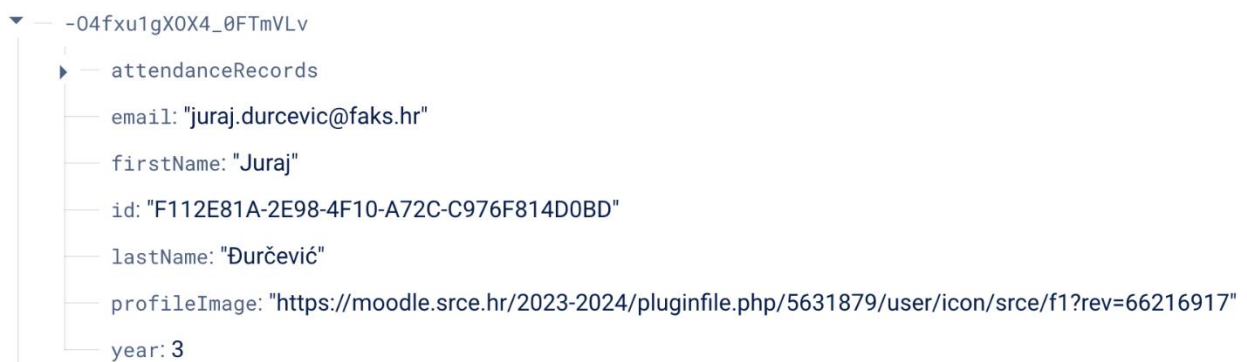 -O4fxu1gXOX4_0FTmVLv
attendanceRecords
email: "juraj.durcevic@faks.hr"
firstName: "Juraj"
id: "F112E81A-2E98-4F10-A72C-C976F814D0BD"
lastName: "Đurčević"
profileImage: "https://moodle.srce.hr/2023-2024/pluginfile.php/5631879/user/icon/srce/f1?rev=66216917"
year: 3